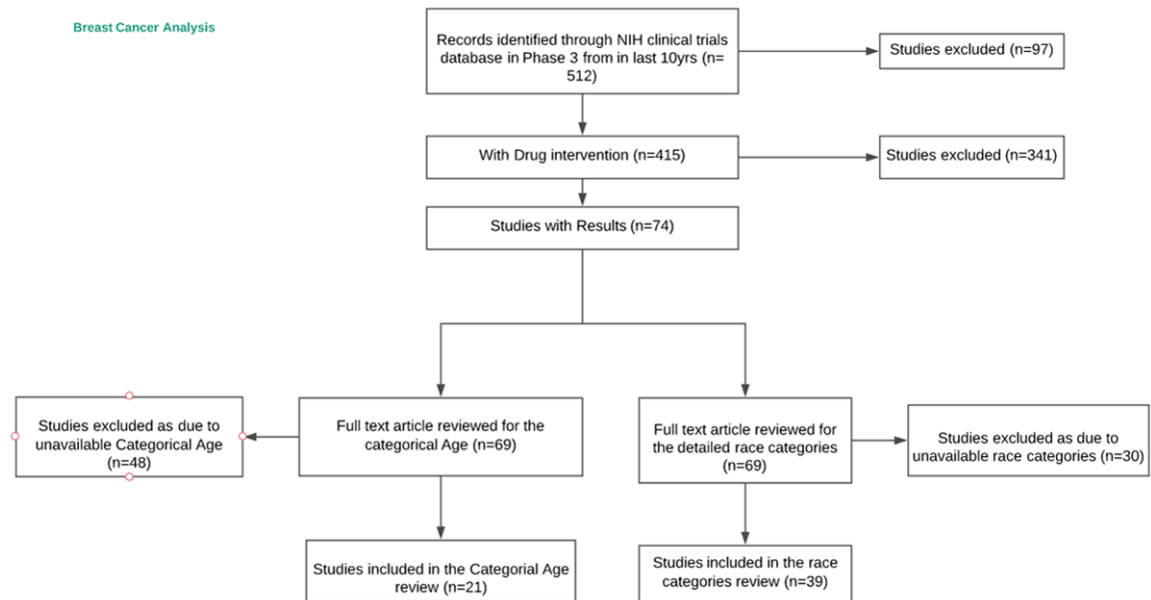 Breast Cancer Analysis
Records identified through NIH clinical trials
database in Phase 3 from in last 10yrs (n=
512)
Studies excluded (n=97)
With Drug intervention (n=415)
Studies excluded (n=341)
Studies with Results (n=74)
Studies excluded as due to
unavailable Categorical Age
(n=48)
Full text article reviewed for the
categorical Age (n=69)
Full text article reviewed for
the detailed race categories
(n=69)
Studies excluded as due to
unavailable race categories (n=30)
Studies included in the Categorial Age
review (n=21)
Studies included in the race
categories review (n=39)